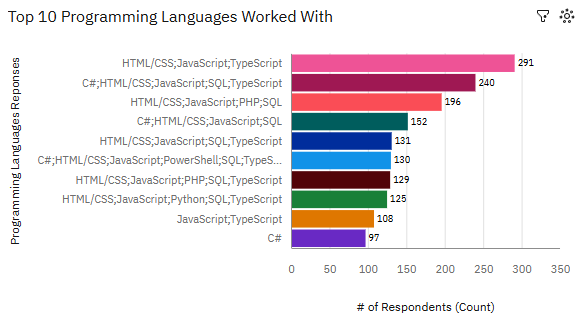 Top 10 Programming Languages Worked With
Programming Languages Reponses
HTML/CSS;JavaScript;TypeScript 291
C#;HTML/CSS;JavaScript;SQL;TypeScript 240
HTML/CSS;JavaScript;PHP;SQL 196
C#;HTML/CSS;JavaScript;SQL 152
HTML/CSS;JavaScript;SQL;TypeScript 131
C#;HTML/CSS;JavaScript;PowerShell;SQL;TypeS... 130
HTML/CSS;JavaScript;PHP;SQL;TypeScript 129
HTML/CSS;JavaScript;Python;SQL;TypeScript 125
JavaScript;TypeScript 108
C# 97
0 50 100 150 200 250 300 350
# of Respondents (Count)